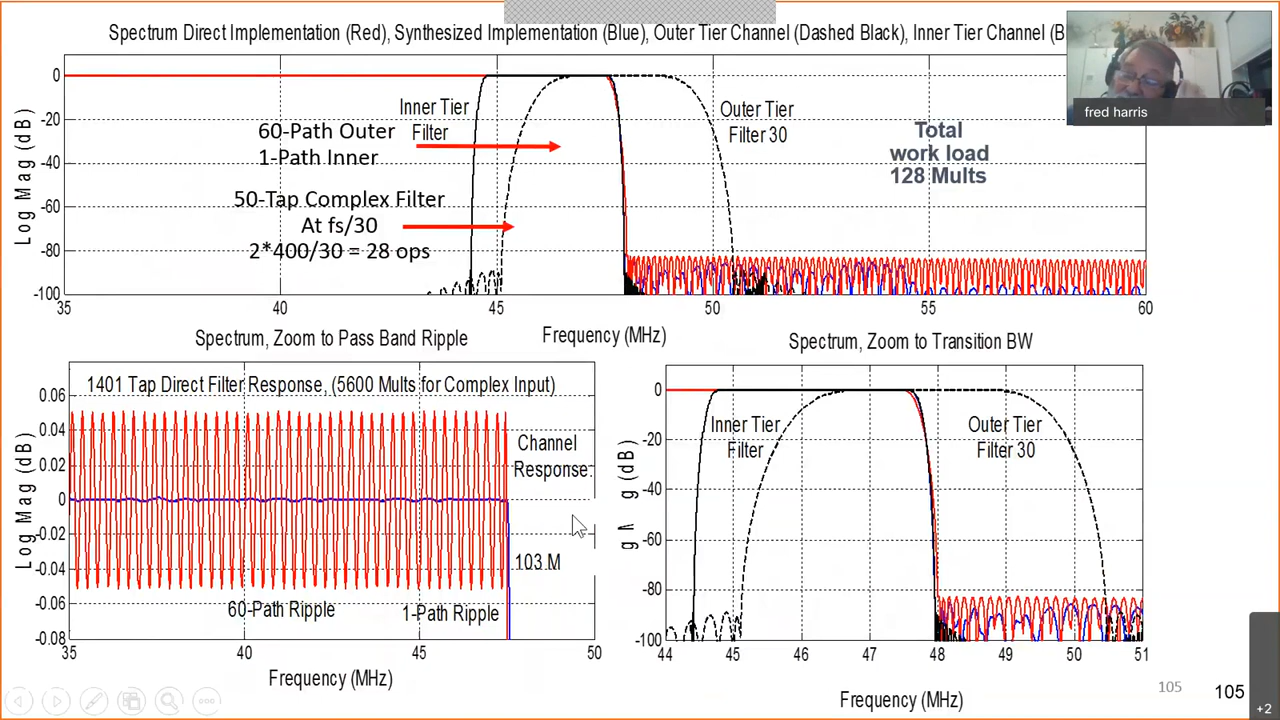 Spectrum Direct Implementation (Red), Synthesized Implementation (Blue), Outer Tier Channel (Dashed Black), Inner Tier Channel (B
fred harris
Log Mag (dB)
0
-20
-40
-60
-80
-100
35
40
45
50
55
60
Frequency (MHz)
60-Path Outer
1-Path Inner
Inner Tier
Filter
50-Tap Complex Filter
At fs/30
2*400/30 = 28 ops
Outer Tier
Filter 30
Total
work load
128 Mults
Spectrum, Zoom to Pass Band Ripple
1401 Tap Direct Filter Response, (5600 Mults for Complex Input)
Log Mag (dB)
0.06
0.04
0.02
0
-0.02
-0.04
-0.06
-0.08
Channel
Response
103 M
60-Path Ripple
1-Path Ripple
35
40
45
50
Frequency (MHz)
Spectrum, Zoom to Transition BW
g (dB)
0
-20
-40
-60
-80
-100
Inner Tier
Filter
Outer Tier
Filter 30
44
45
46
47
48
49
50
51
Frequency (MHz)
105
105
+2